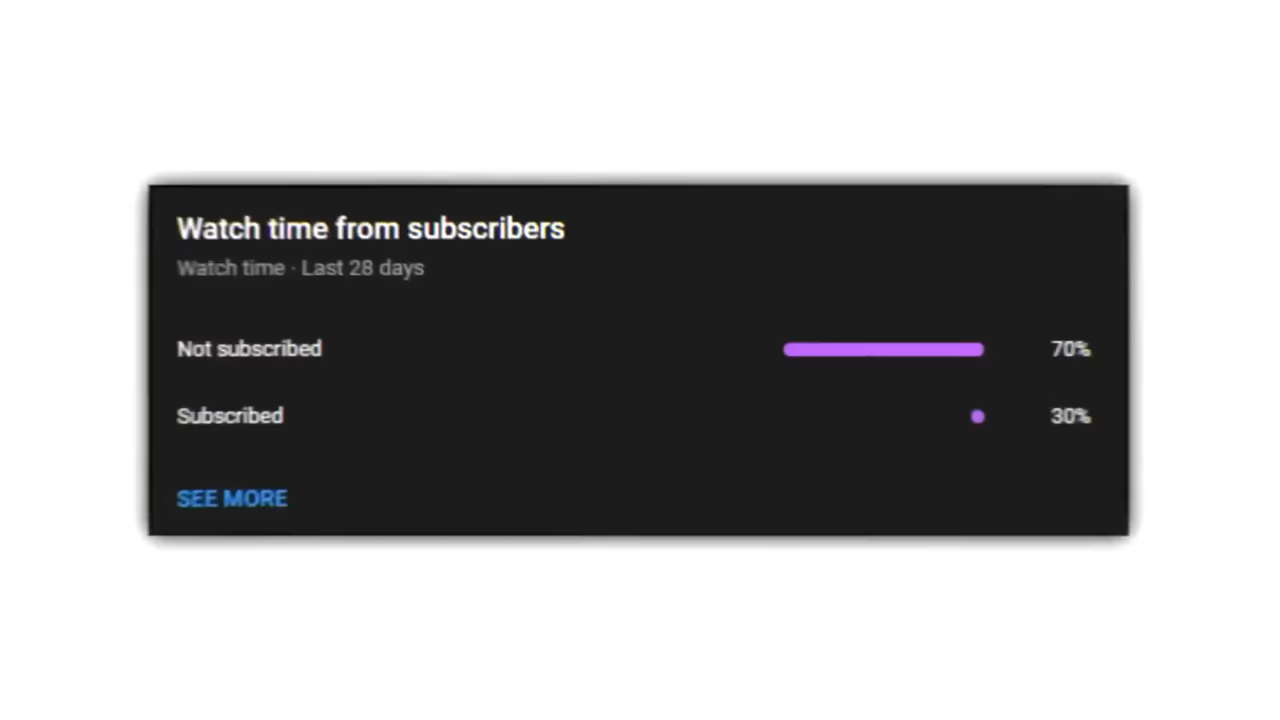 Watch time from subscribers
Watch time · Last 28 days
Not subscribed 70%
Subscribed 30%
SEE MORE